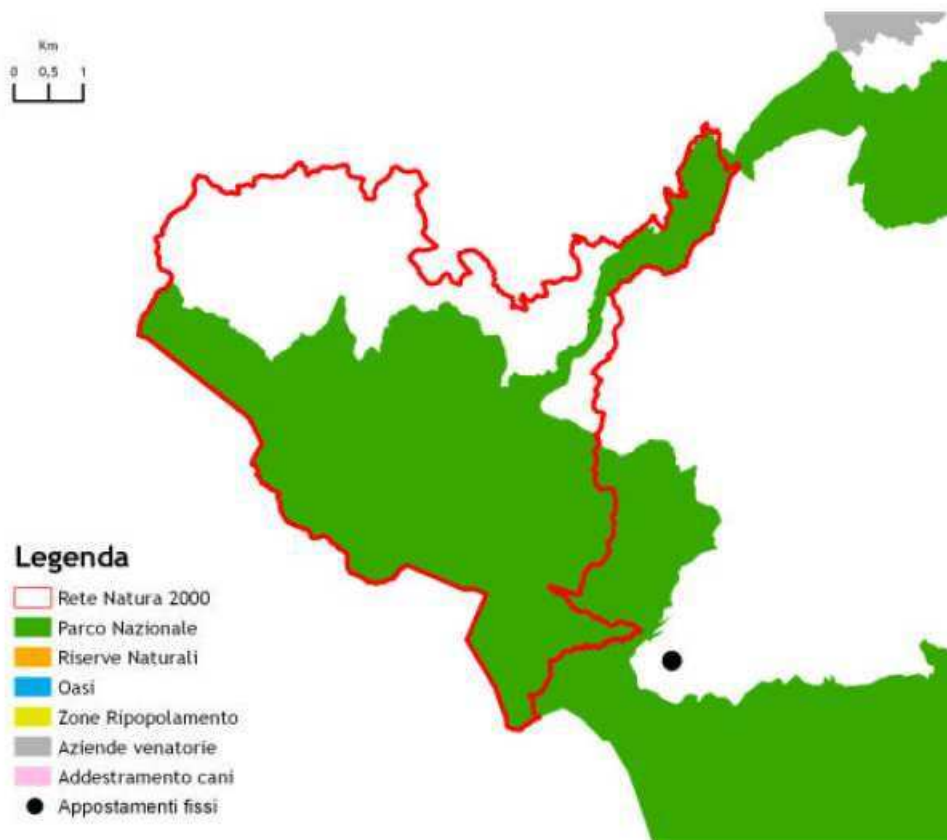 Km
0 0,5 1
Legenda
Rete Natura 2000
Parco Nazionale
Riserve Naturali
Oasi
Zone Ripopolamento
Aziende venatorie
Addestramento cani
Appostamenti fissi